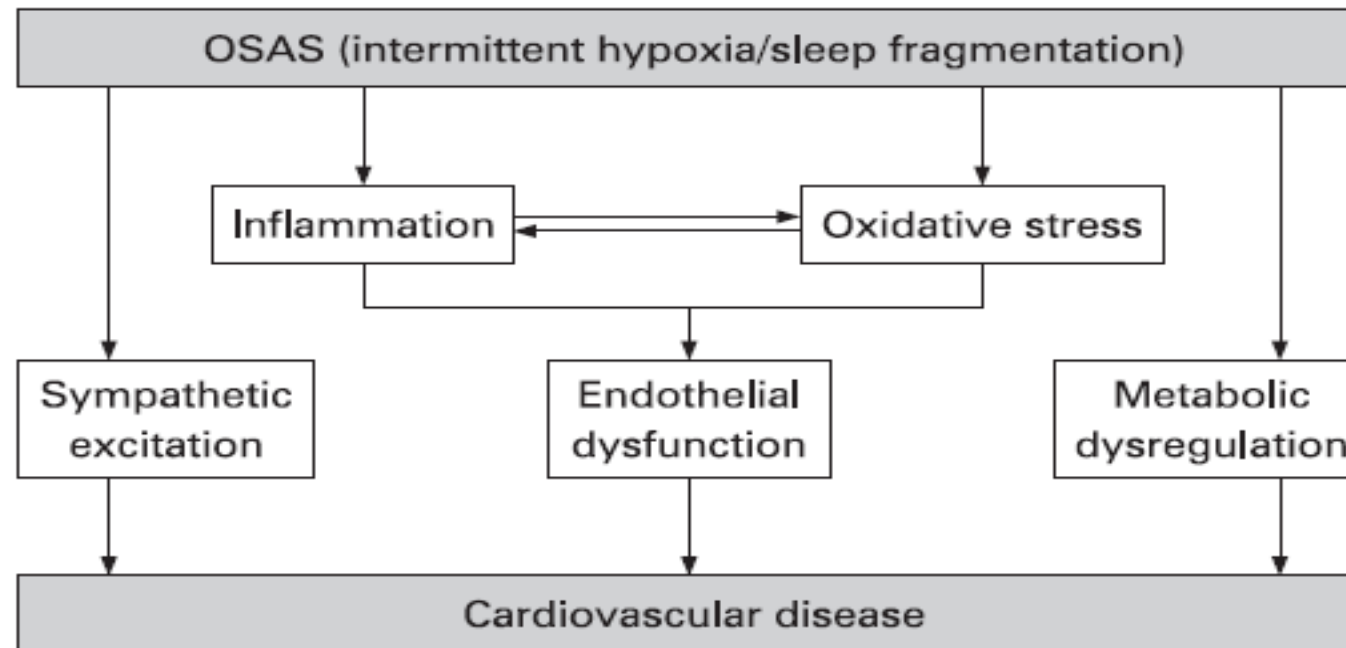 OSAS (intermittent hypoxia/sleep fragmentation)
Inflammation
Oxidative stress
Sympathetic
excitation
Endothelial
dysfunction
Metabolic
dysregulation
Cardiovascular disease